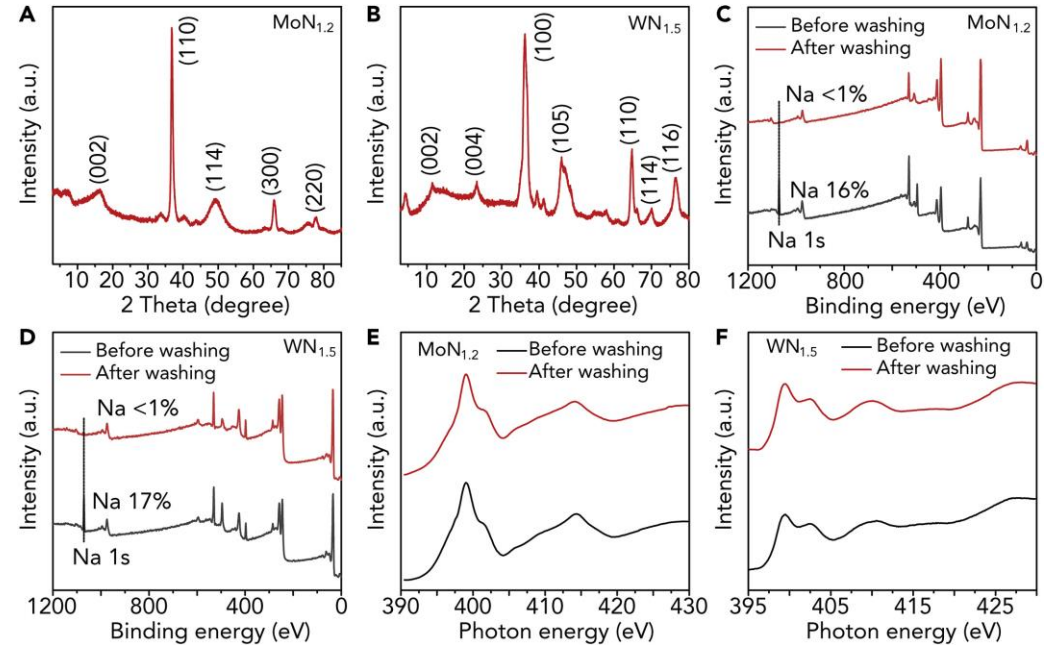 A
MoN1.2
(002)
(110)
(114)
(300)
(220)
Intensity (a.u.)
10 20 30 40 50 60 70 80
2 Theta (degree)
B
WN1.5
(002)
(004)
(100)
(105)
(110)
(114)
(116)
Intensity (a.u.)
10 20 30 40 50 60 70 80
2 Theta (degree)
C
Before washing
MoN1.2
After washing
Na <1%
Na 16%
Na 1s
Intensity (a.u.)
1200 800 400 0
Binding energy (eV)
D
Before washing
WN1.5
After washing
Na <1%
Na 17%
Na 1s
Intensity (a.u.)
1200 800 400 0
Binding energy (eV)
E
MoN1.2
Before washing
After washing
Intensity (a.u.)
390 400 410 420 430
Photon energy (eV)
F
WN1.5
Before washing
After washing
Intensity (a.u.)
395 405 415 425
Photon energy (eV)